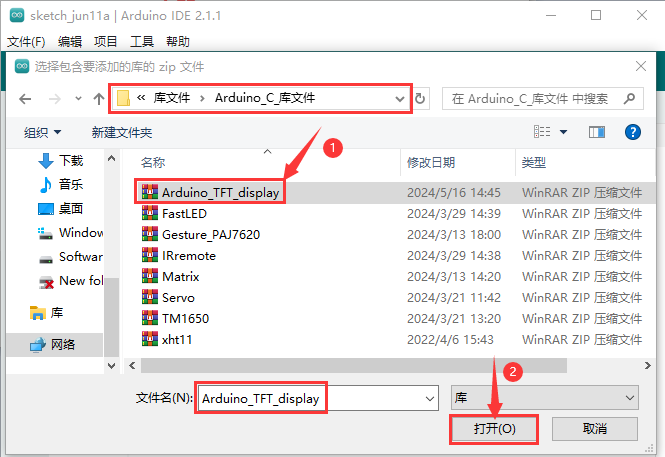 sketch_jun11a | Arduino IDE 2.1.1
文件(F) 编辑 项目 工具 帮助
选择包含要添加的库的 zip 文件
« 库文件 > Arduino_C_库文件
在 Arduino_C_库文件 中搜索
组织 新建文件夹
1
下载
音乐
桌面
Window
Software
New fol
库
网络
名称 修改日期 类型
Arduino_TFT_display 2024/5/16 14:45 WinRAR ZIP 压缩文件
FastLED 2024/3/29 14:39 WinRAR ZIP 压缩文件
Gesture_PAJ7620 2024/3/13 18:00 WinRAR ZIP 压缩文件
IRremote 2024/3/29 14:38 WinRAR ZIP 压缩文件
Matrix 2024/3/13 14:20 WinRAR ZIP 压缩文件
Servo 2024/3/21 11:42 WinRAR ZIP 压缩文件
TM1650 2024/3/21 13:20 WinRAR ZIP 压缩文件
xht11 2022/4/6 15:43 WinRAR ZIP 压缩文件
2
文件名(N): Arduino_TFT_display 库
打开(O) 取消